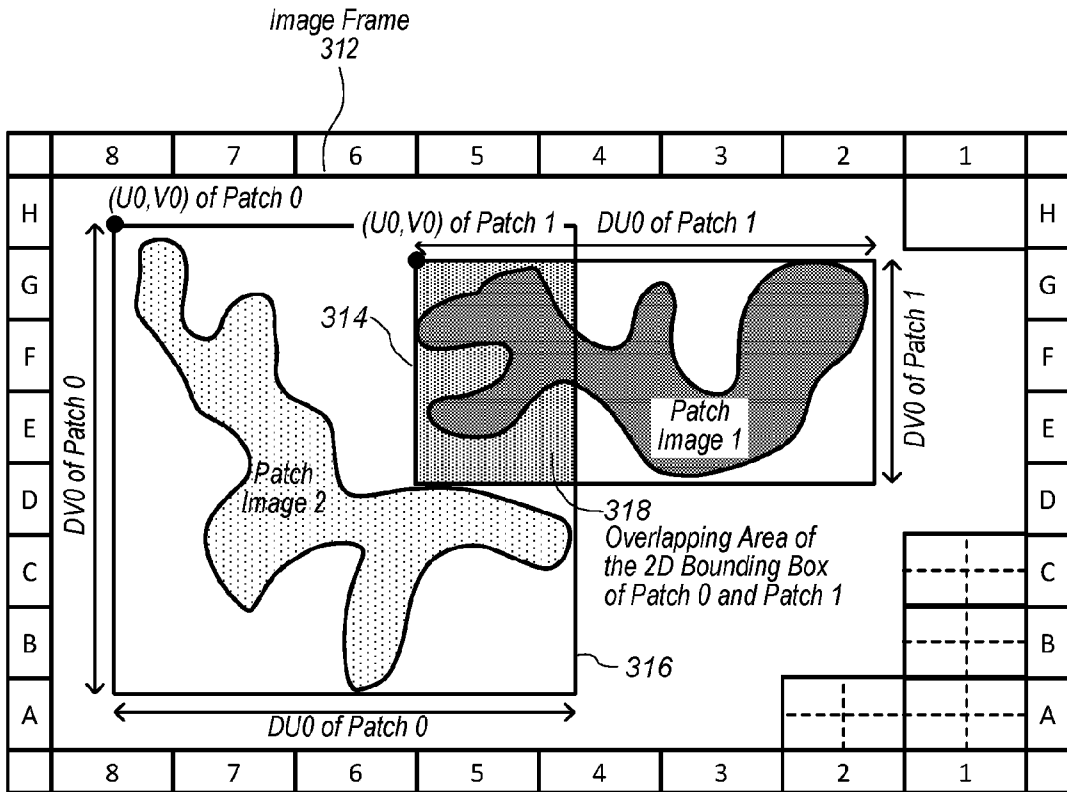 Image Frame
312
8 7 6 5 4 3 2 1
H H
(U0,V0) of Patch 0
(U0,V0) of Patch 1
DU0 of Patch 1
G G
314
F F
DV0 of Patch 0
DV0 of Patch 1
E E
Patch
Image 1
Patch
Image 2
D D
318
Overlapping Area of
the 2D Bounding Box
of Patch 0 and Patch 1
C C
B B
316
A A
DU0 of Patch 0
8 7 6 5 4 3 2 1